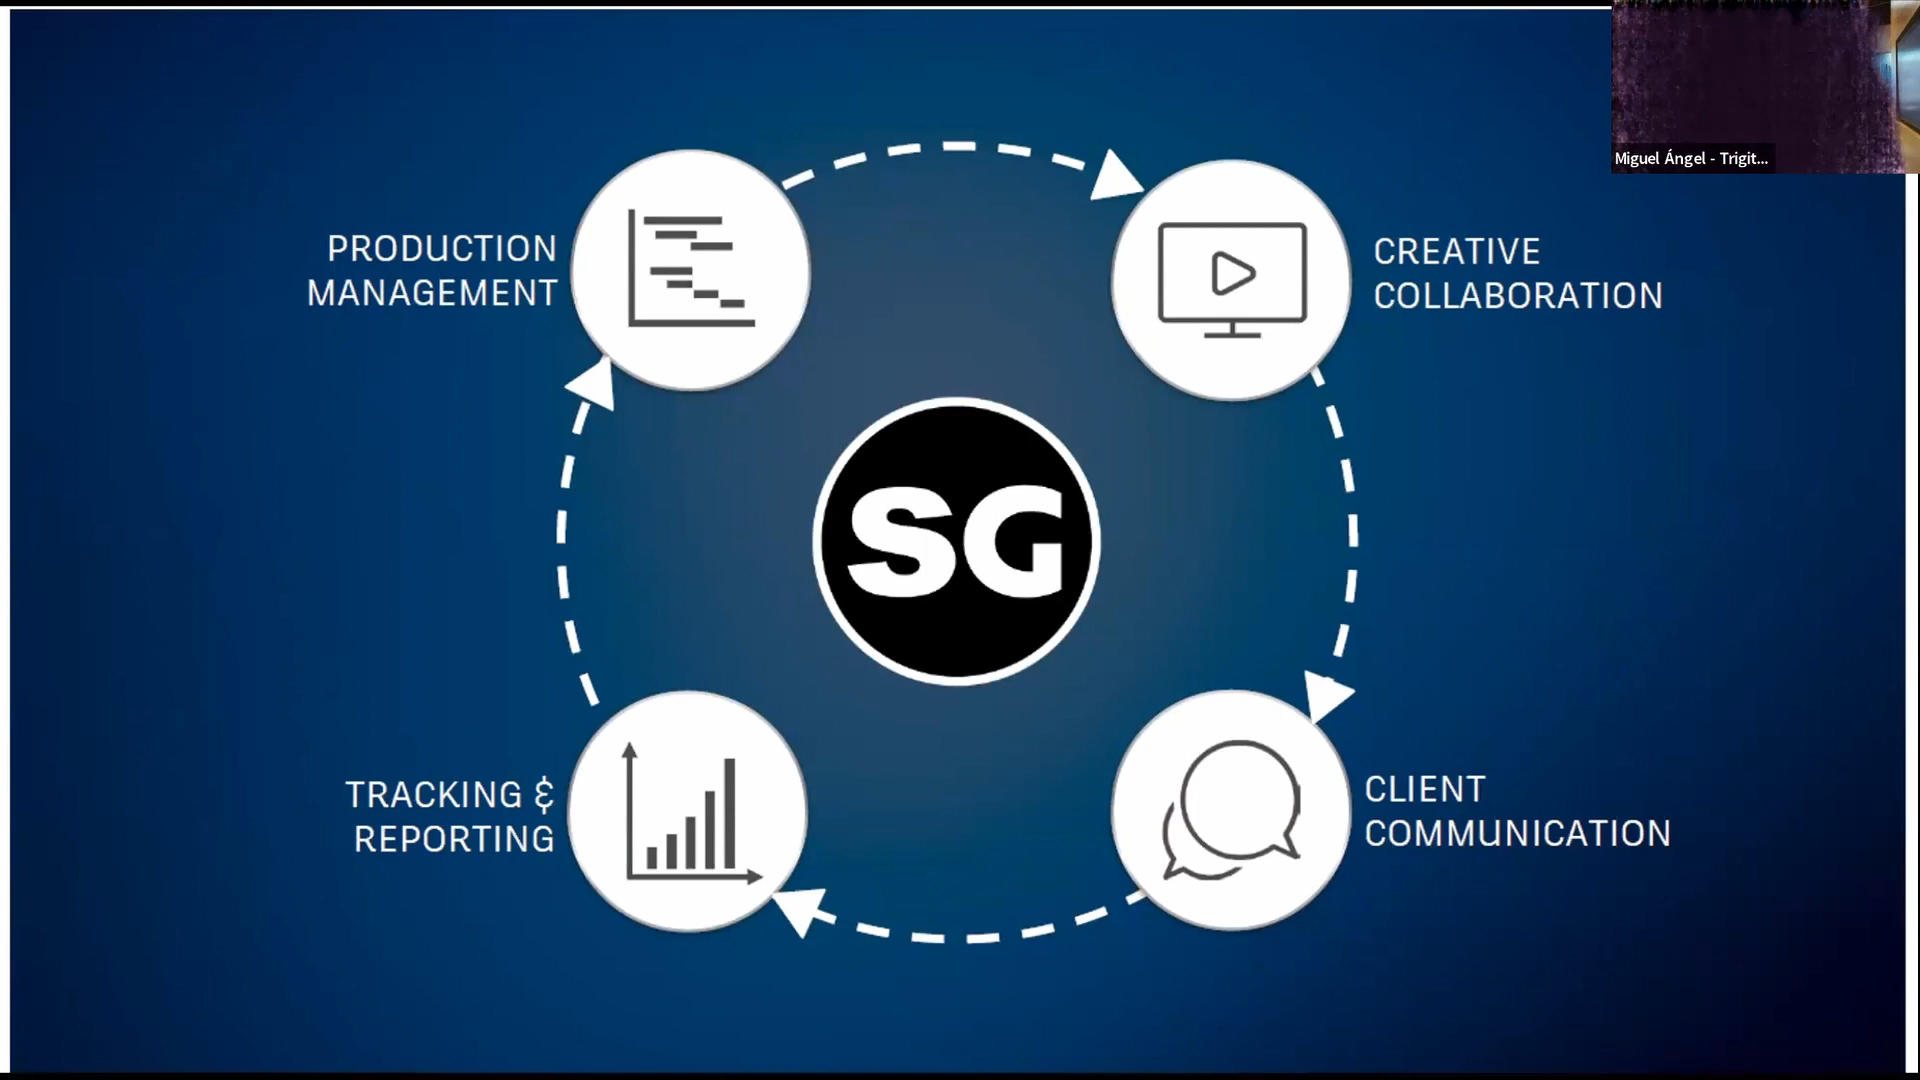 Miguel Ángel - Trigit...
PRODUCTION
MANAGEMENT
CREATIVE
COLLABORATION
SG
TRACKING &
REPORTING
CLIENT
COMMUNICATION